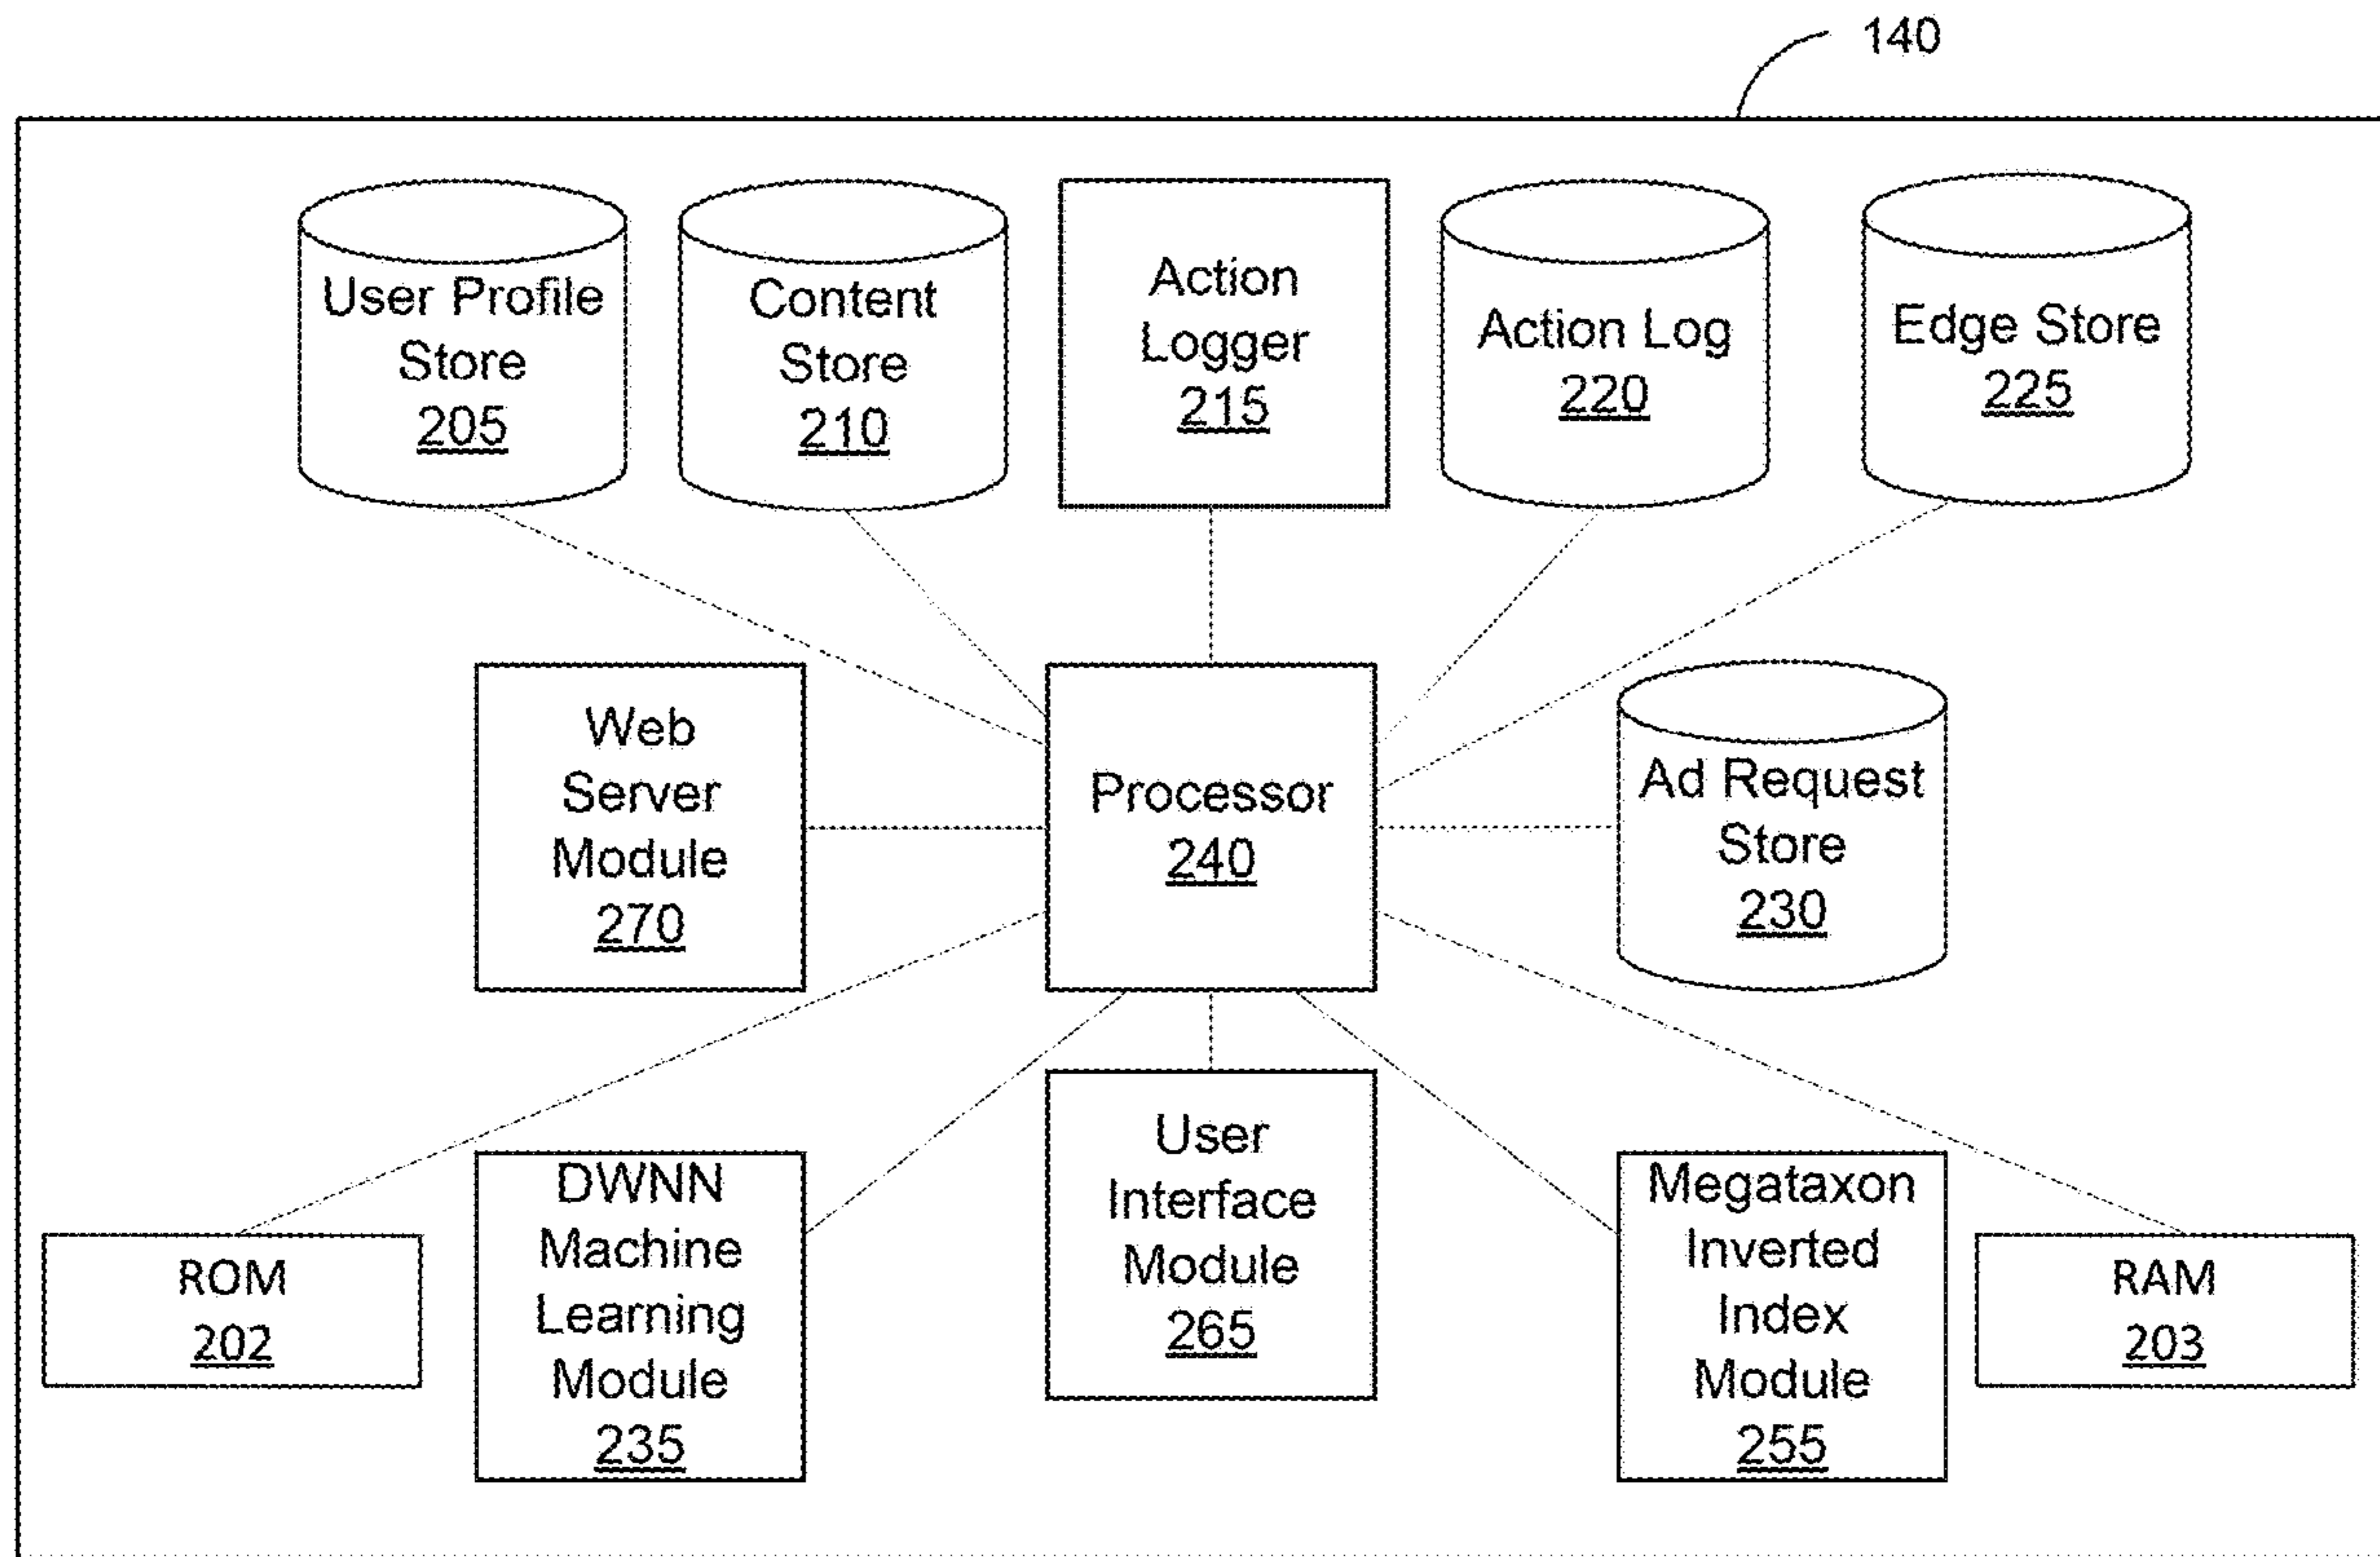 140
User Profile
Store
205
Content
Store
210
Action
Logger
215
Action Log
220
Edge Store
225
Web
Server
Module
270
Processor
240
Ad Request
Store
230
ROM
202
DWNN
Machine
Learning
Module
235
User
Interface
Module
265
Megataxon
Inverted
Index
Module
255
RAM
203